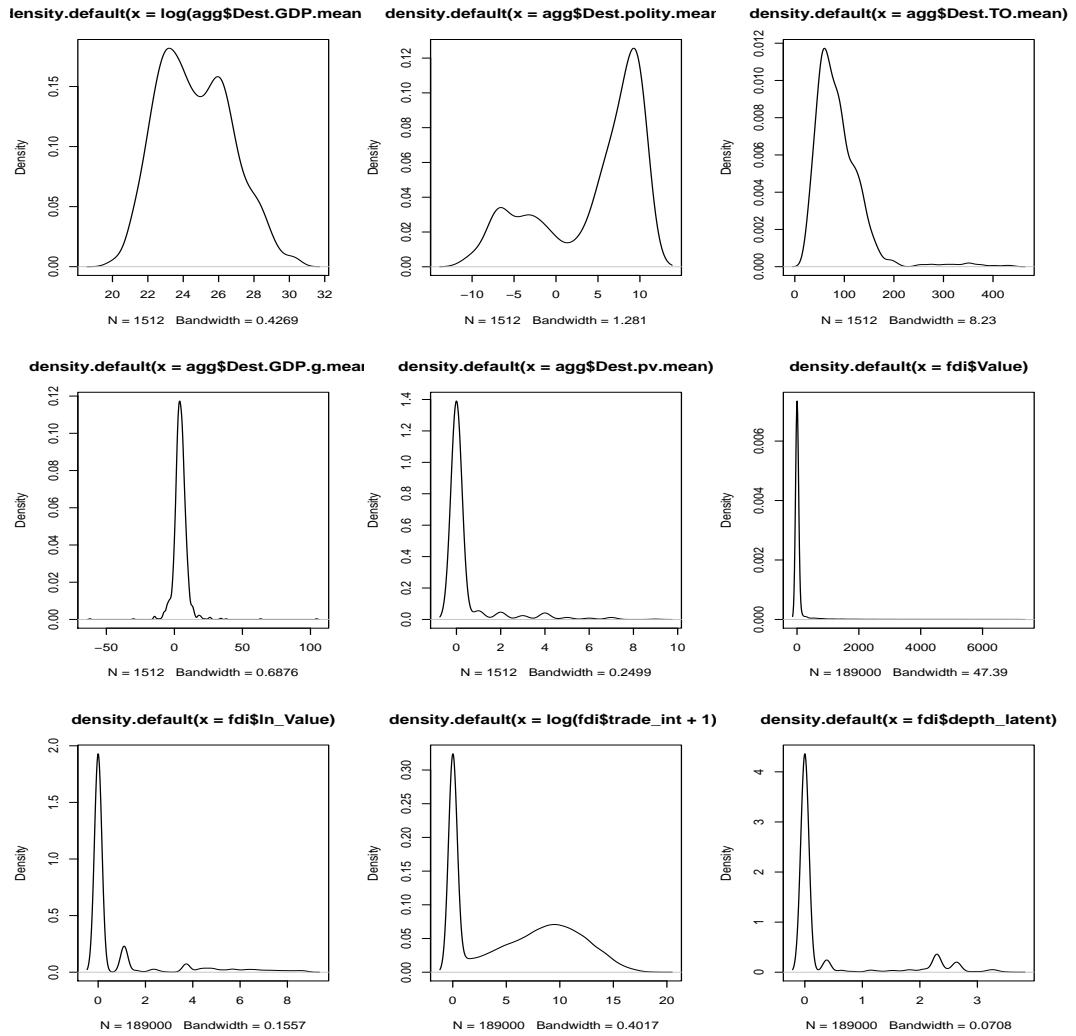 lensity.default(x = log(agg$Dest.GDP.mean
density.default(x = agg$Dest.polity.mear
density.default(x = agg$Dest.TO.mean)
Density
0.00 0.05 0.10 0.15
20 22 24 26 28 30 32
N = 1512 Bandwidth = 0.4269
Density
0.00 0.02 0.04 0.06 0.08 0.10 0.12
−10 −5 0 5 10
N = 1512 Bandwidth = 1.281
Density
0.000 0.002 0.004 0.006 0.008 0.010 0.012
0 100 200 300 400
N = 1512 Bandwidth = 8.23
density.default(x = agg$Dest.GDP.g.mear
density.default(x = agg$Dest.pv.mean)
density.default(x = fdi$Value)
Density
0.00 0.02 0.04 0.06 0.08 0.10 0.12
−50 0 50 100
N = 1512 Bandwidth = 0.6876
Density
0.0 0.2 0.4 0.6 0.8 1.0 1.2 1.4
0 2 4 6 8 10
N = 1512 Bandwidth = 0.2499
Density
0.000 0.002 0.004 0.006
0 2000 4000 6000
N = 189000 Bandwidth = 47.39
density.default(x = fdi$ln_Value)
density.default(x = log(fdi$trade_int + 1)
density.default(x = fdi$depth_latent)
Density
0.0 0.5 1.0 1.5 2.0
0 2 4 6 8
N = 189000 Bandwidth = 0.1557
Density
0.00 0.05 0.10 0.15 0.20 0.25 0.30
0 5 10 15 20
N = 189000 Bandwidth = 0.4017
Density
0 1 2 3 4
0 1 2 3
N = 189000 Bandwidth = 0.0708